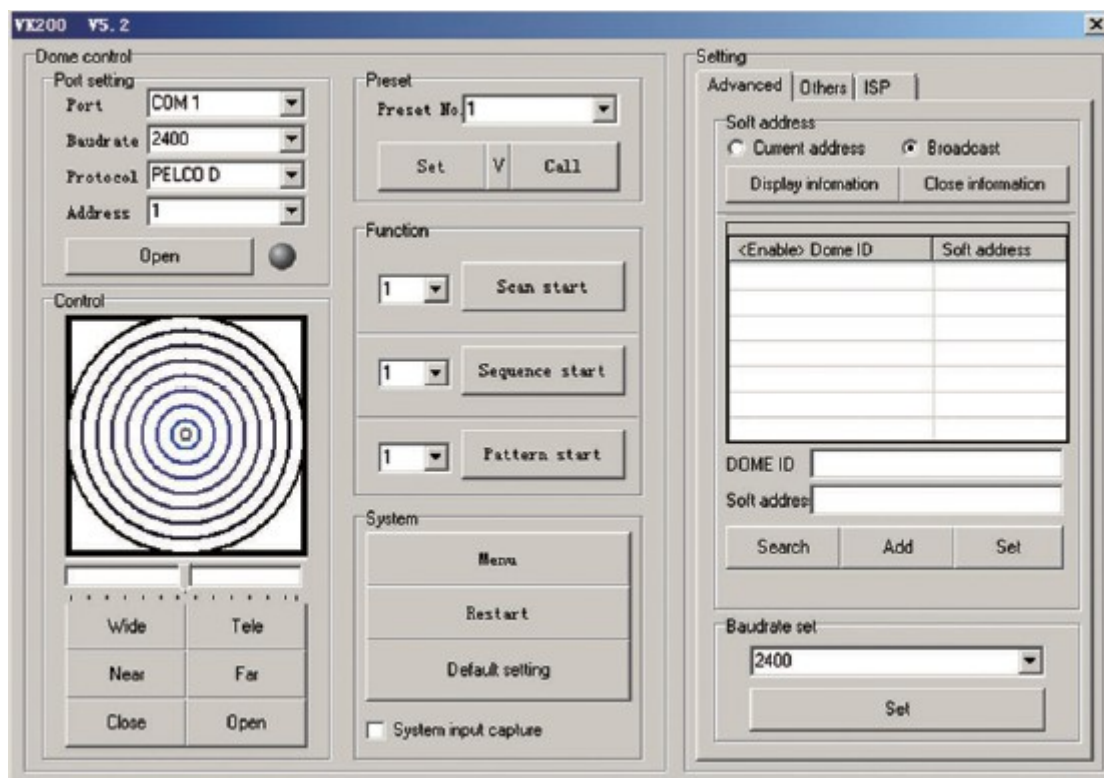 VX200 V5.2
Dome control
Port setting
Port COM 1
Baudrate 2400
Protocol PELCO D
Address 1
Open
Control
Wide Tele
Near Far
Close Open
Preset
Preset No. 1
Set V Call
Function
1 Scan start
1 Sequence start
1 Pattern start
System
Menu
Restart
Default setting
System input capture
Setting
Advanced Others ISP
Soft address
Current address Broadcast
Display infomation Close information
<Enable> Dome ID Soft address
DOME ID
Soft addres
Search Add Set
Baudrate set
2400
Set